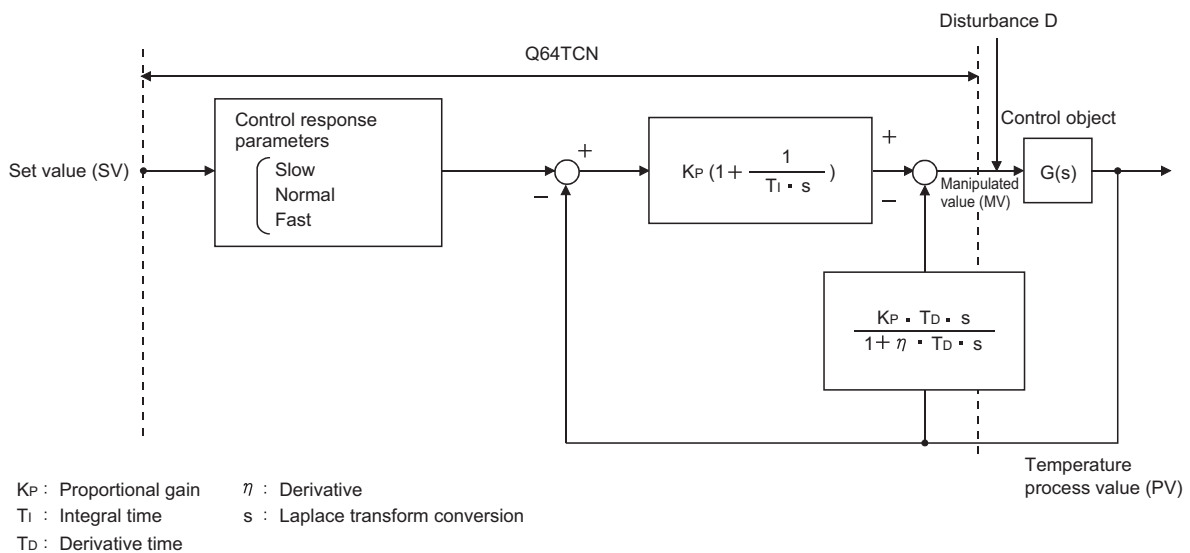 Disturbance D
Q64TCN
Control response
parameters
Slow
Normal
Fast
Control object
Set value (SV)
+
−
KP (1+ 1 / TI ▪ s )
+
−
Manipulated
value (MV)
G(s)
KP ▪ TD ▪ s
1+ η ▪ TD ▪ s
Temperature
process value (PV)
KP : Proportional gain
η : Derivative
TI : Integral time
s : Laplace transform conversion
TD : Derivative time